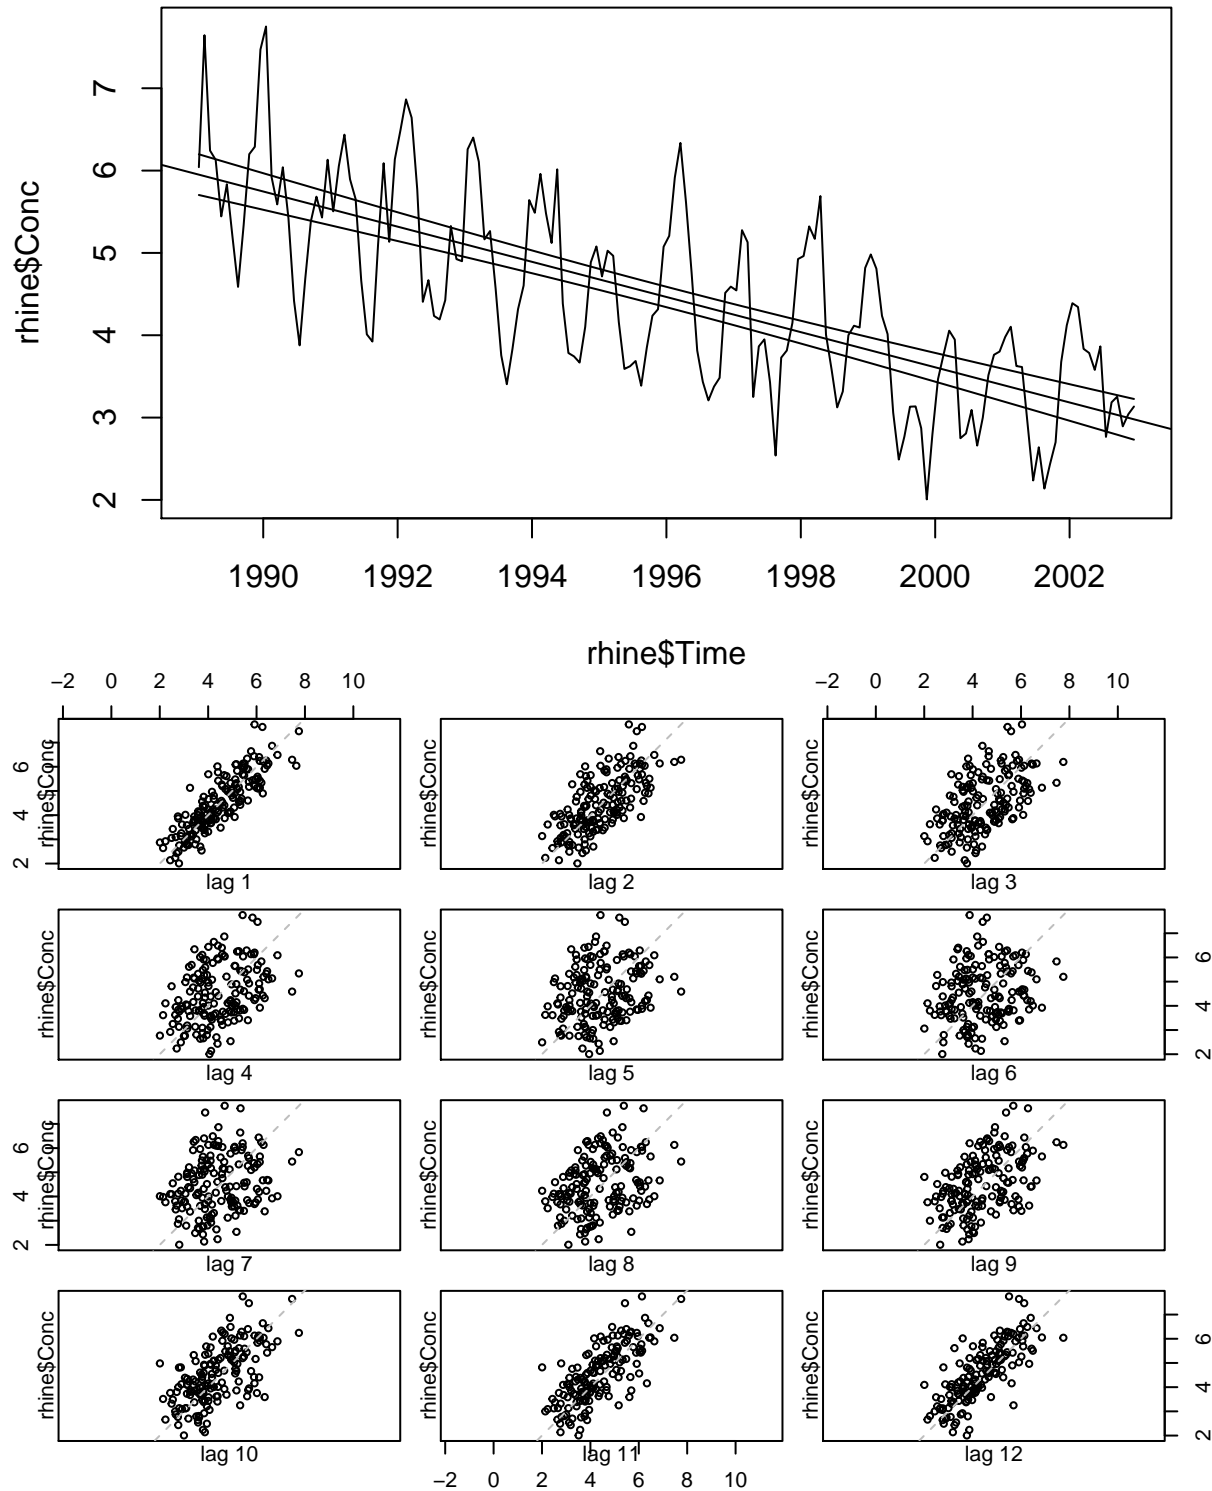 rhine$Conc
7
6
5
4
3
2
1990 1992 1994 1996 1998 2000 2002
rhine$Time
−2 0 2 4 6 8 10
−2 0 2 4 6 8 10
rhine$Conc
2 4 6
lag 1
rhine$Conc
lag 2
rhine$Conc
lag 3
rhine$Conc
lag 4
rhine$Conc
lag 5
rhine$Conc
lag 6
2 4 6
rhine$Conc
2 4 6
lag 7
rhine$Conc
lag 8
rhine$Conc
lag 9
rhine$Conc
lag 10
rhine$Conc
lag 11
rhine$Conc
lag 12
2 4 6
−2 0 2 4 6 8 10